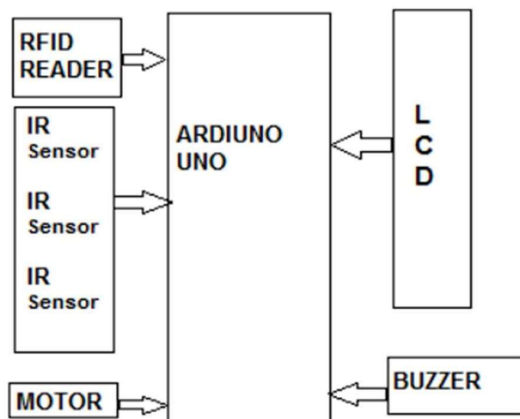 RFID
READER
IR
Sensor
IR
Sensor
IR
Sensor
MOTOR
ARDIUNO
UNO
L
C
D
BUZZER